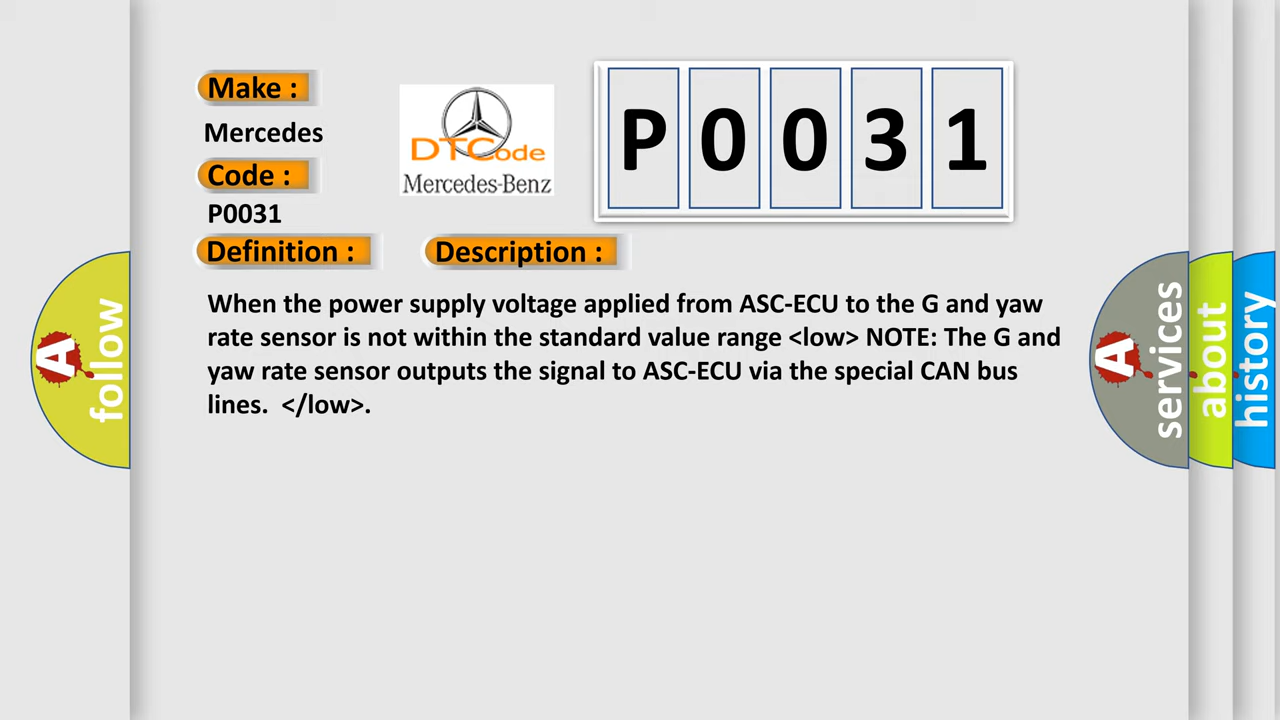 Make :
Mercedes
Code :
P0031
Definition :
Description :
DTCode
Mercedes-Benz
P0031
When the power supply voltage applied from ASC-ECU to the G and yaw
rate sensor is not within the standard value range <low> NOTE: The G and
yaw rate sensor outputs the signal to ASC-ECU via the special CAN bus
lines.  </low>.
A
follow
A
services
about
history